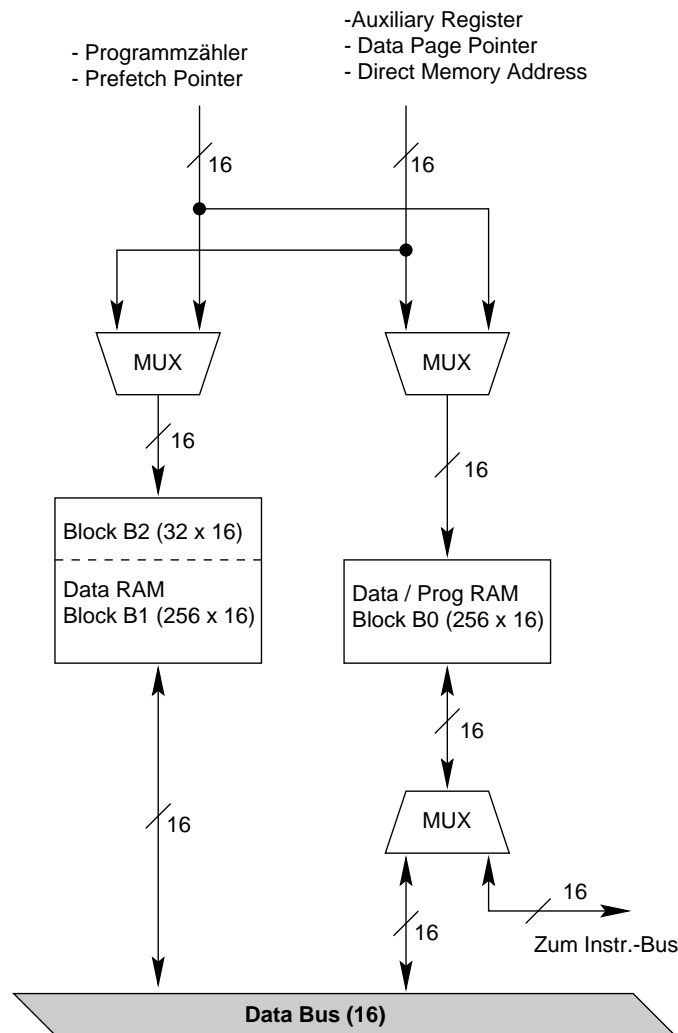 - Programmzähler
- Prefetch Pointer
-Auxiliary Register
- Data Page Pointer
- Direct Memory Address
16
16
MUX
MUX
16
16
Block B2 (32 x 16)
Data RAM
Block B1 (256 x 16)
Data / Prog RAM
Block B0 (256 x 16)
16
MUX
16
16
16
Zum Instr.-Bus
Data Bus (16)